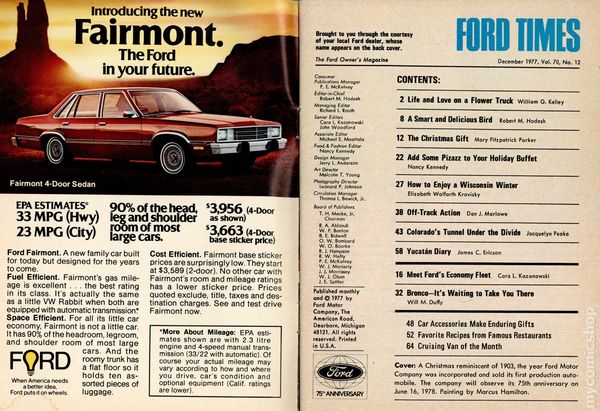 Introducing the new
Fairmont.
The Ford
in your future.
Fairmont 4-Door Sedan
EPA ESTIMATES*
33 MPG (Hwy)
23 MPG (City)
90% of the head,
leg and shoulder
room of most
large cars.
$3,956 (4-Door
as shown)
$3,663 (4-Door
base sticker price)
Ford Fairmont. A new family car built
for today but designed for the years
to come.
Fuel Efficient. Fairmont's gas mile-
age is excellent . . . the best rating
in its class. It's actually the same
as a little VW Rabbit when both are
equipped with automatic transmission.*
Space Efficient. For all its little car
economy, Fairmont is not a little car.
It has 90% of the headroom, legroom,
and shoulder room of most large
cars. And the
roomy trunk has
a flat floor so it
holds ten as-
sorted pieces of
luggage.
FORD
When America needs
a better idea,
Ford puts it on wheels.
Cost Efficient. Fairmont base sticker
prices are surprisingly low. They start
at $3,589 (2-door). No other car with
Fairmont's room and mileage ratings
has a lower sticker price. Prices
quoted exclude, title, taxes and des-
tination charges. See and test drive
Fairmont now.
*More About Mileage: EPA esti-
mates shown are with 2.3 litre
engine and 4-speed manual trans-
mission (33/22 with automatic). Of
course your actual mileage may
vary according to how and where
you drive, car's condition and
optional equipment (Calif. ratings
are lower).
Brought to you through the courtesy
of your local Ford dealer, whose
name appears on the back cover.
The Ford Owner's Magazine
FORD TIMES
December 1977, Vol. 70, No. 12
Consumer
Publications Manager
P. E. McKelvey
Editor-in-Chief
Robert M. Hodesh
Managing Editor
Richard L. Routh
Senior Editors
Cara L. Kazanowski
John Woodford
Associate Editor
Michael E. Maattala
Food & Fashion Editor
Nancy Kennedy
Design Manager
Jerry L. Anderson
Art Director
Malcolm T. Young
Photography Director
Leonard P. Johnson
Circulation Manager
Thomas L. Bewick, Jr.
Board of Publishers
T. H. Mecke, Jr.
Chairman
R. A. Ablondi
W. P. Benton
B. E. Bidwell
O. W. Bombard
W. O. Bourke
R. J. Hampson
R. W. Hefty
P. E. McKelvey
W. J. Moriarty
J. L. Morrissey
W. J. Oben
J. E. Sattler
Published monthly
and © 1977 by
Ford Motor
Company, The
American Road,
Dearborn, Michigan
48121. All rights
reserved. Printed
in U.S.A.
Ford
75th ANNIVERSARY
CONTENTS:
2 Life and Love on a Flower Truck William G. Kelley
8 A Smart and Delicious Bird Robert M. Hodesh
12 The Christmas Gift Mary Fitzpatrick Parker
22 Add Some Pizazz to Your Holiday Buffet
Nancy Kennedy
27 How to Enjoy a Wisconsin Winter
Elizabeth Wolforth Krovisky
38 Off-Track Action Don J. Marlowe
43 Colorado's Tunnel Under the Divide Jacquelyn Peake
58 Yucatán Diary James C. Ericson
16 Meet Ford's Economy Fleet Cara L. Kazanowski
32 Bronco—It's Waiting to Take You There
Will M. Duffy
48 Car Accessories Make Enduring Gifts
52 Favorite Recipes from Famous Restaurants
64 Cruising Van of the Month
Cover: A Christmas reminiscent of 1903, the year Ford Motor
Company was incorporated and sold its first production auto-
mobile. The company will observe its 75th anniversary on
June 16, 1978. Painting by Marcus Hamilton.
mycomicshop